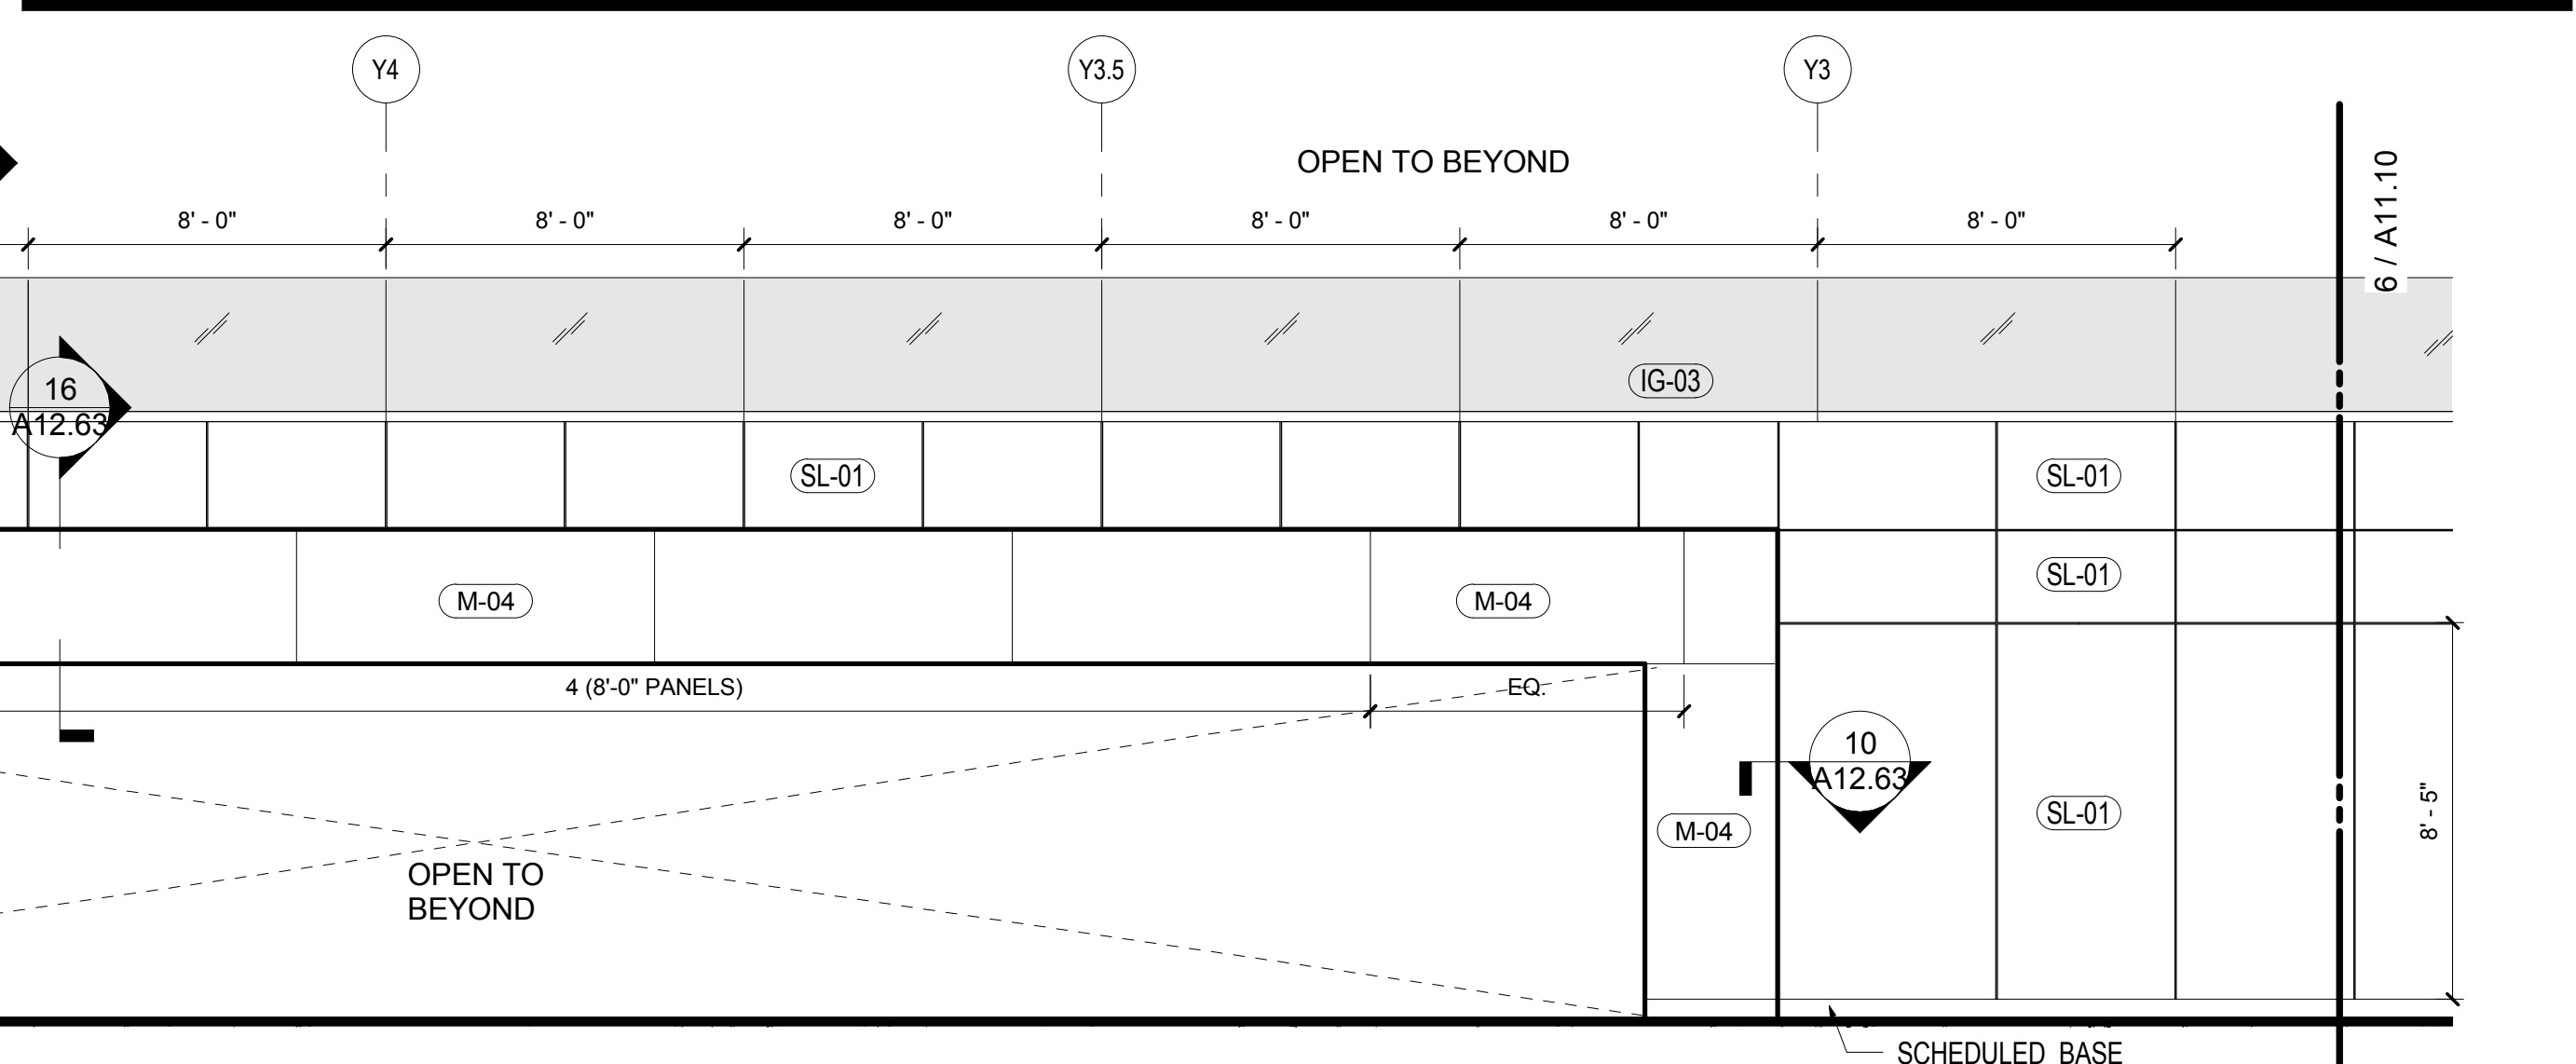 Y4
Y3.5
Y3
OPEN TO BEYOND
6 / A11.10
8' - 0"
8' - 0"
8' - 0"
8' - 0"
8' - 0"
8' - 0"
IG-03
16
A12.63
SL-01
SL-01
SL-01
M-04
M-04
4 (8'-0" PANELS)
EQ.
10
A12.63
SL-01
8' - 5"
M-04
OPEN TO
BEYOND
SCHEDULED BASE